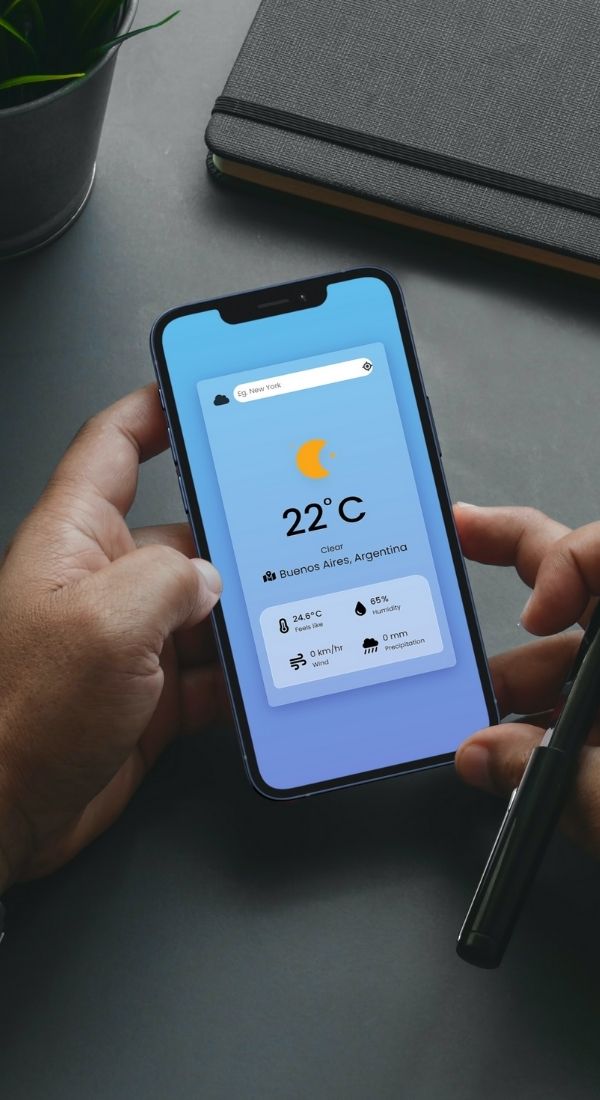 Eg. New York
22°C
Clear
Buenos Aires, Argentina
24.6°C
Feels like
65%
Humidity
0 km/hr
Wind
0 mm
Precipitation